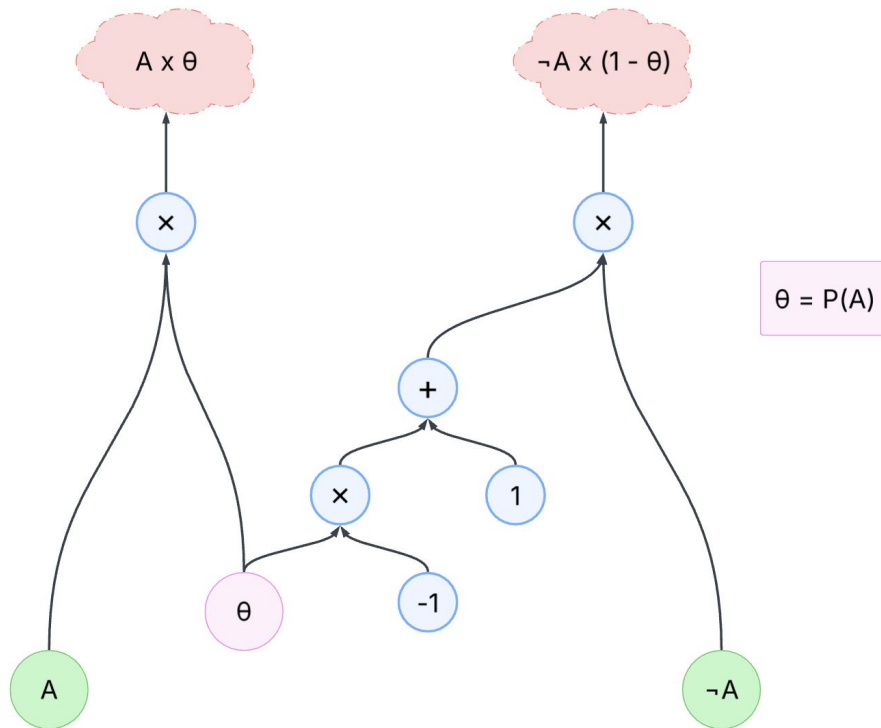 A x θ
¬A x (1 - θ)
×
×
θ = P(A)
+
×
1
θ
-1
A
¬A